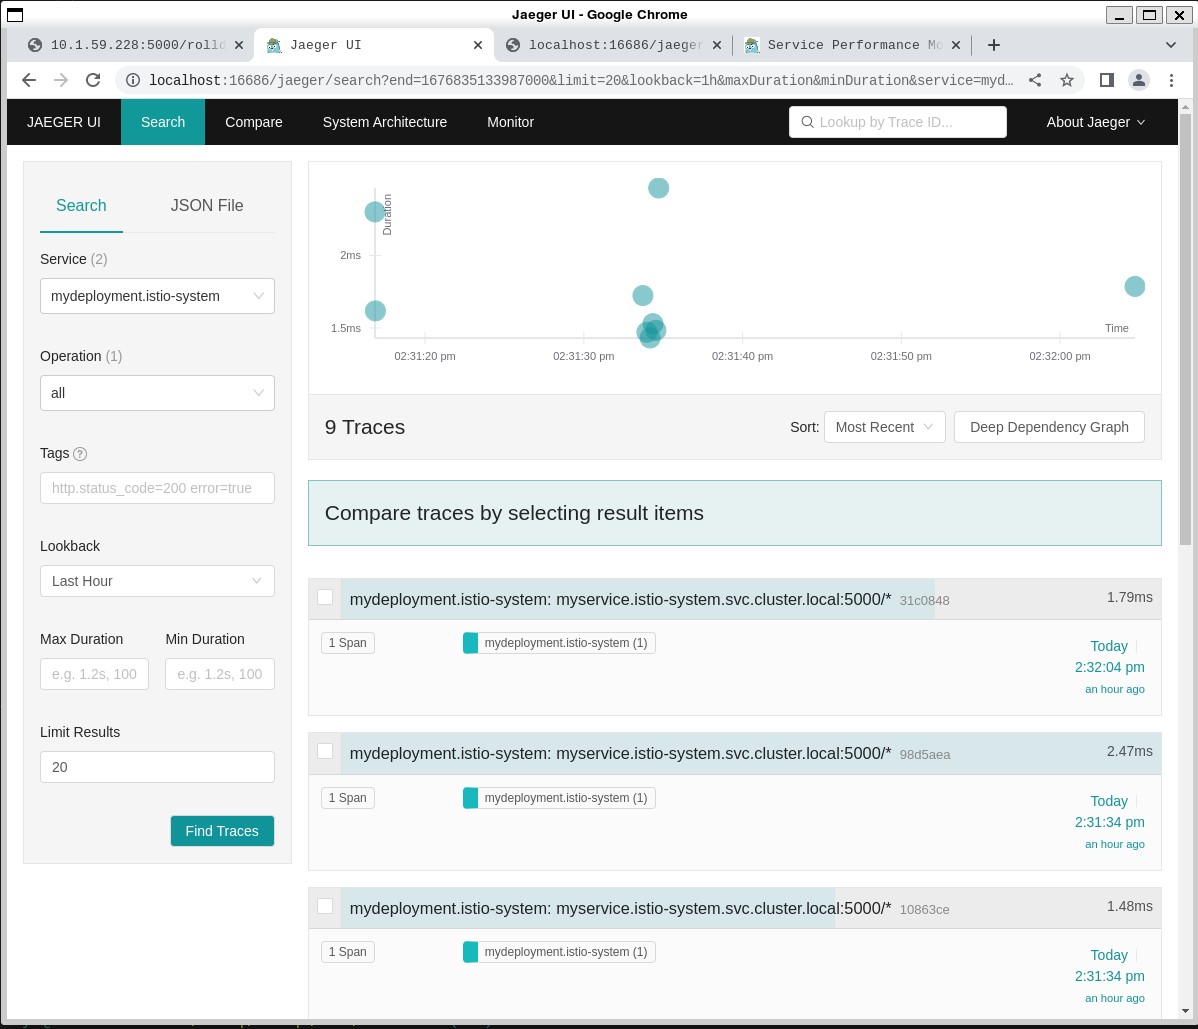 Jaeger UI - Google Chrome
10.1.59.228:5000/rolld
Jaeger UI
localhost:16686/jaeger
Service Performance Mo
localhost:16686/jaeger/search?end=1676835133987000&limit=20&lookback=1h&maxDuration&minDuration&service=myd…
JAEGER UI
Search
Compare
System Architecture
Monitor
Lookup by Trace ID...
About Jaeger
Search
JSON File
Service (2)
mydeployment.istio-system
Operation (1)
all
Tags ?
http.status_code=200 error=true
Lookback
Last Hour
Max Duration
Min Duration
e.g. 1.2s, 100
e.g. 1.2s, 100
Limit Results
20
Find Traces
Duration
2ms
1.5ms
Time
02:31:20 pm
02:31:30 pm
02:31:40 pm
02:31:50 pm
02:32:00 pm
9 Traces
Sort:
Most Recent
Deep Dependency Graph
Compare traces by selecting result items
mydeployment.istio-system: myservice.istio-system.svc.cluster.local:5000/* 31c0848
1.79ms
1 Span
mydeployment.istio-system (1)
Today
2:32:04 pm
an hour ago
mydeployment.istio-system: myservice.istio-system.svc.cluster.local:5000/* 98d5aea
2.47ms
1 Span
mydeployment.istio-system (1)
Today
2:31:34 pm
an hour ago
mydeployment.istio-system: myservice.istio-system.svc.cluster.local:5000/* 10863ce
1.48ms
1 Span
mydeployment.istio-system (1)
Today
2:31:34 pm
an hour ago